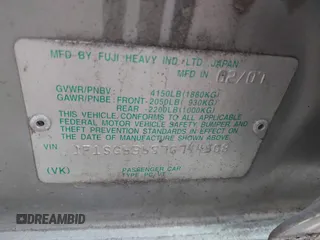 MFD BY FUJI HEAVY IND LTD JAPAN
MFD IN 02/07
GVWR/PNBV: 4150LB(1880KG)
GAWR/PNBE: FRONT-2050LB( 930KG)
REAR -2200LB(1000KG)
THIS VEHICLE CONFORMS TO ALL APPLICABLE
FEDERAL MOTOR VEHICLE SAFETY, BUMPER AND
THEFT PREVENTION STANDARDS IN EFFECT ON
THE DATE OF MANUFACTURE SHOWN ABOVE.
VIN
(VK) PASSENGER CAR
DREAMBID